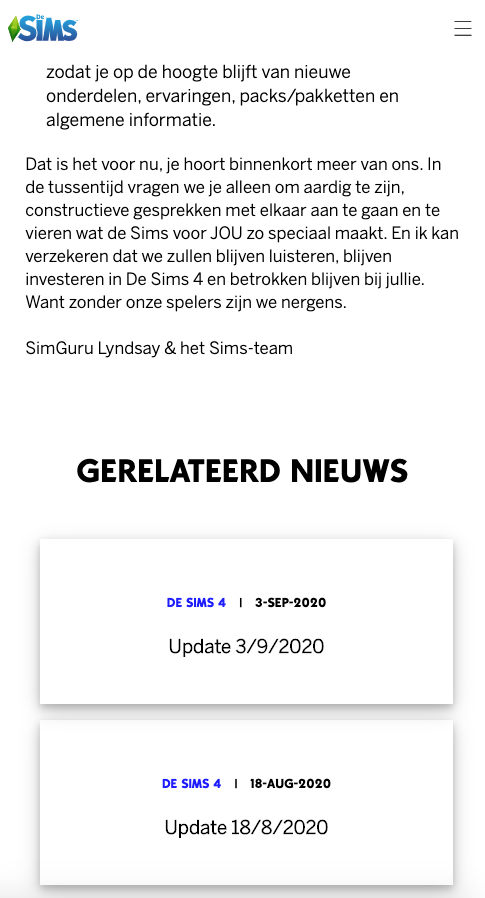 De
SiMS
zodat je op de hoogte blijft van nieuwe
onderdelen, ervaringen, packs/pakketten en
algemene informatie.
Dat is het voor nu, je hoort binnenkort meer van ons. In
de tussentijd vragen we je alleen om aardig te zijn,
constructieve gesprekken met elkaar aan te gaan en te
vieren wat de Sims voor JOU zo speciaal maakt. En ik kan
verzekeren dat we zullen blijven luisteren, blijven
investeren in De Sims 4 en betrokken blijven bij jullie.
Want zonder onze spelers zijn we nergens.
SimGuru Lyndsay & het Sims-team
GERELATEERD NIEUWS
DE SIMS 4 | 3-SEP-2020
Update 3/9/2020
DE SIMS 4 | 18-AUG-2020
Update 18/8/2020